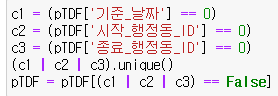 c1 = (pTDF['기준_날짜'] == 0)
c2 = (pTDF['시작_행정동_ID'] == 0)
c3 = (pTDF['종료_행정동_ID'] == 0)
(c1 | c2 | c3).unique()
pTDF = pTDF[(c1 | c2 | c3) == False]